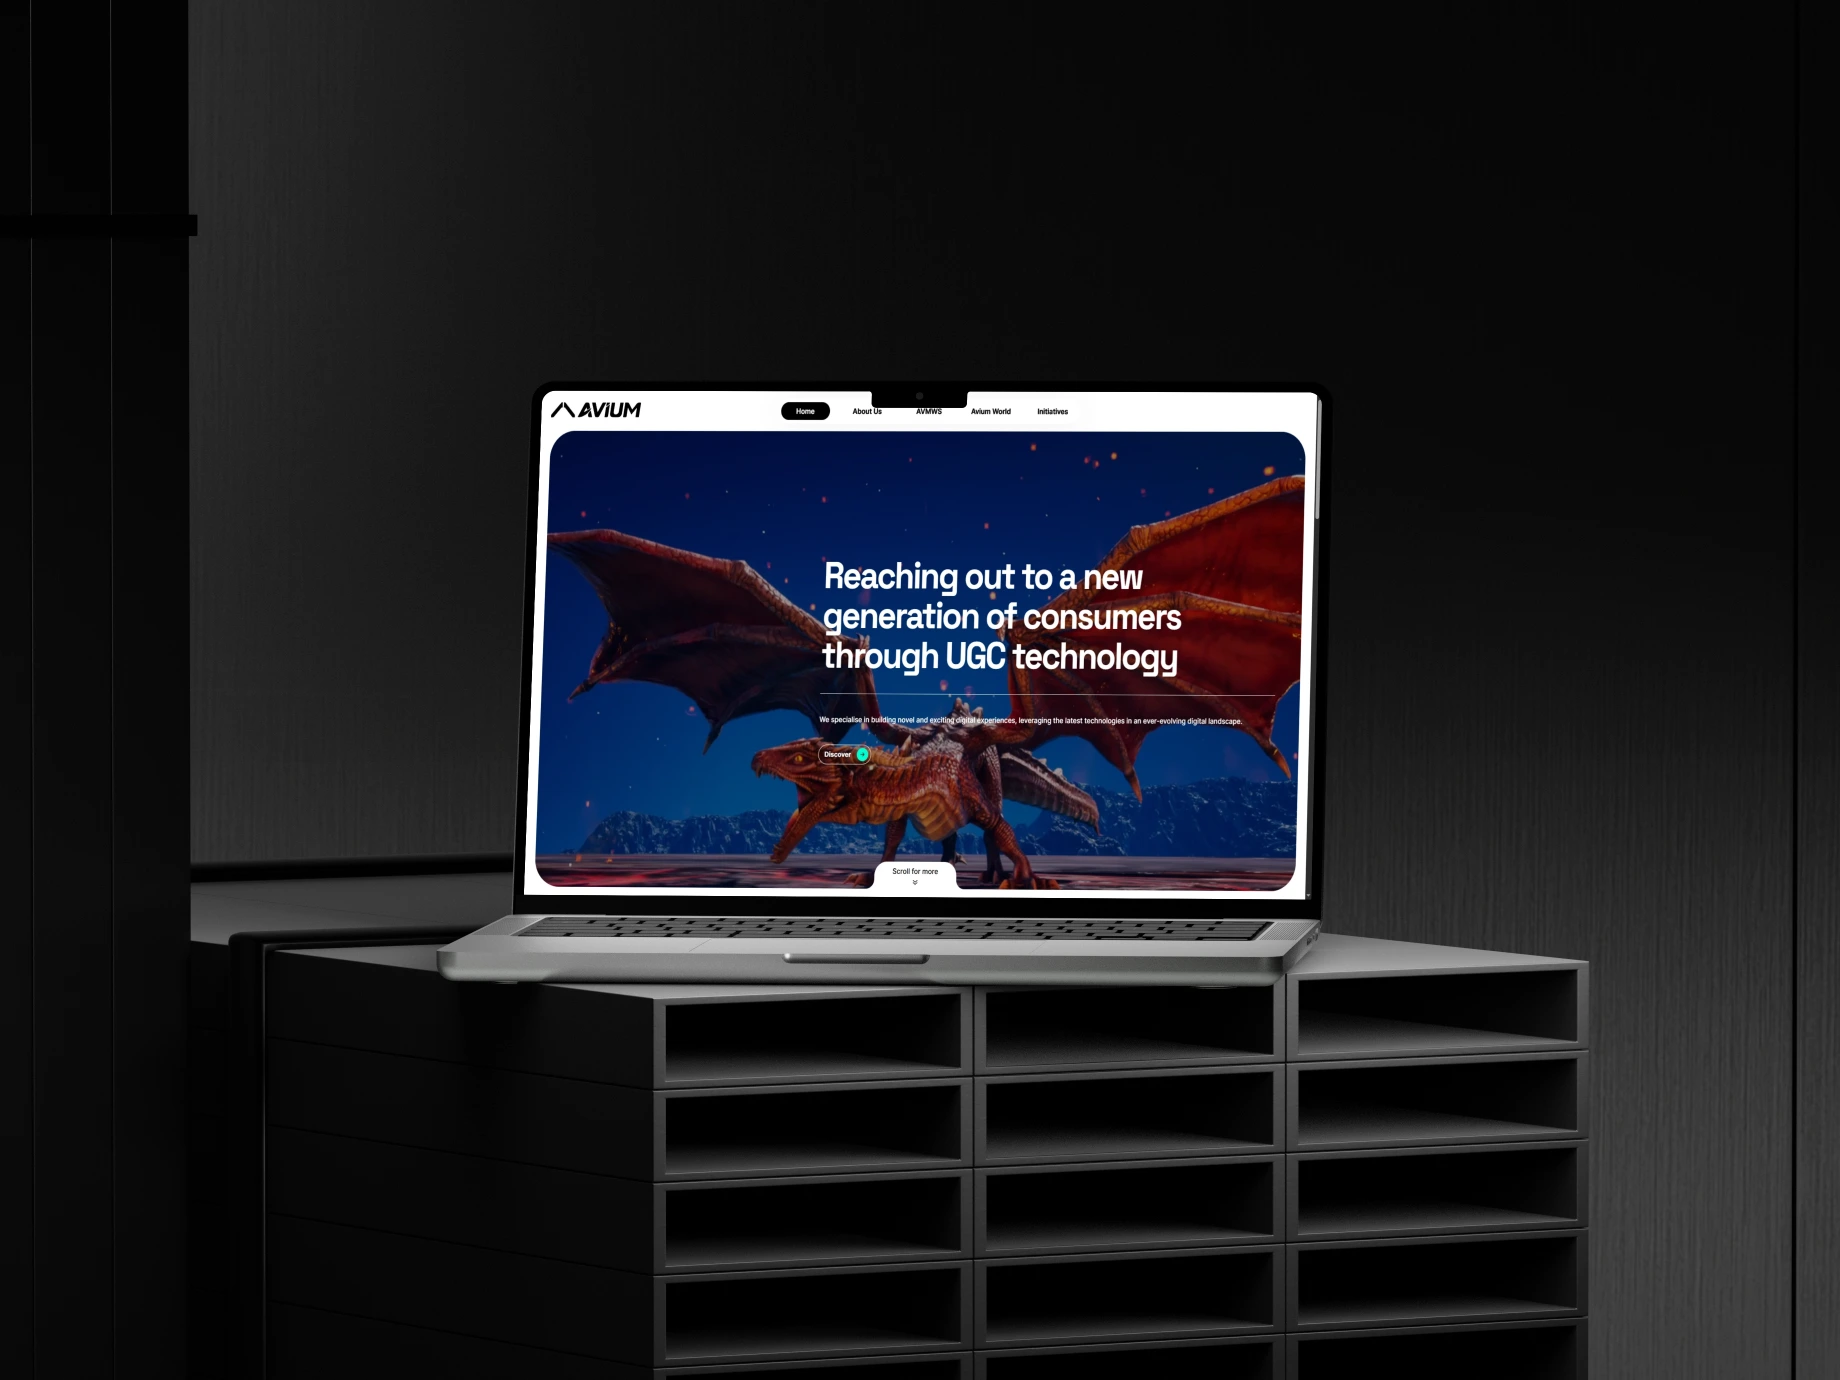 AViUM
Home About Us AVMWS Avium World Initiatives
Reaching out to a new
generation of consumers
through UGC technology
We specialise in building novel and exciting digital experiences, leveraging the latest technologies in an ever-evolving digital landscape.
Discover
Scroll for more